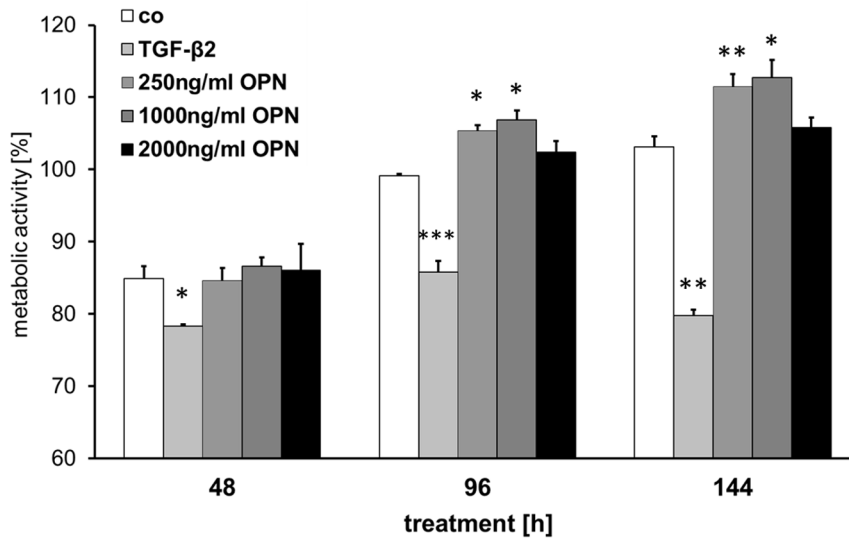 120
110
100
90
80
70
60
metabolic activity [%]
co
TGF-β2
250ng/ml OPN
1000ng/ml OPN
2000ng/ml OPN
*
***
*
*
**
**
*
48
96
144
treatment [h]